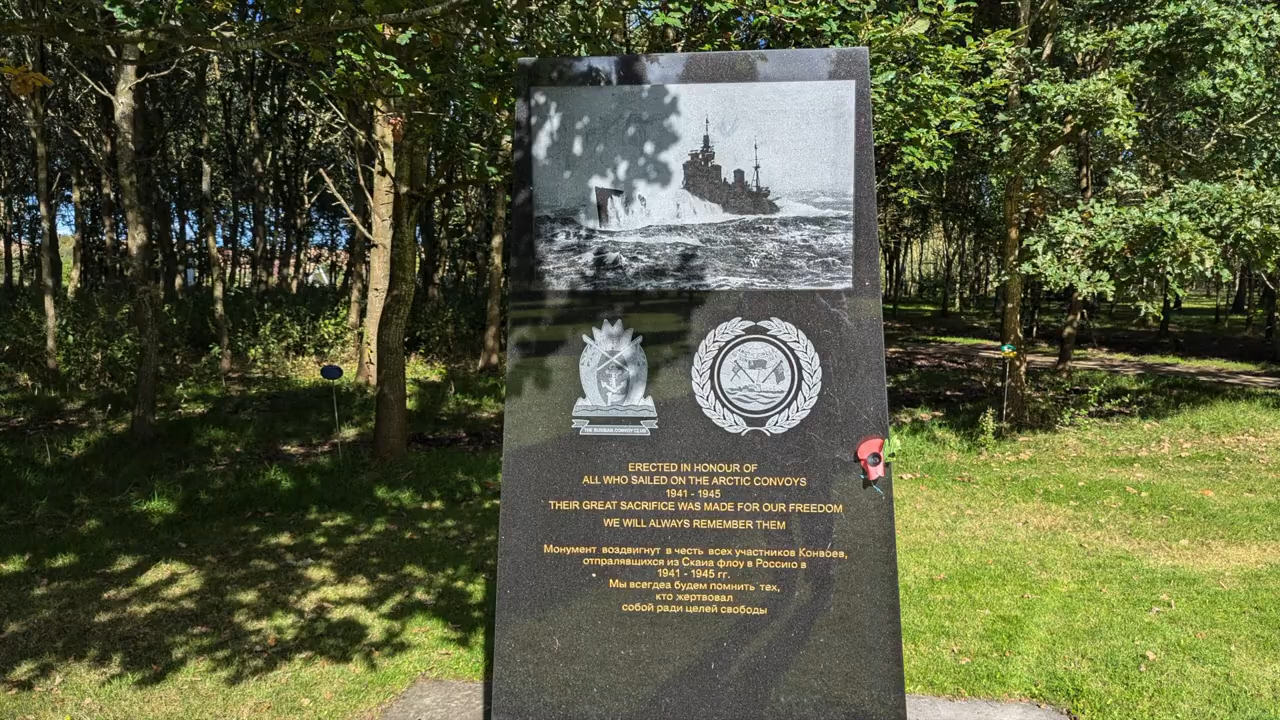 THE RUSSIAN CONVOY CLUB
ERECTED IN HONOUR OF
ALL WHO SAILED ON THE ARCTIC CONVOYS
1941 - 1945
THEIR GREAT SACRIFICE WAS MADE FOR OUR FREEDOM
WE WILL ALWAYS REMEMBER THEM
Монумент воздвигнут в честь всех участников Конвоев,
отпралявщихся из Скапа флоу в Россию в
1941 - 1945 гг.
Мы всегдеа будем помнить тех,
кто жертвовал
собой ради целей свободы